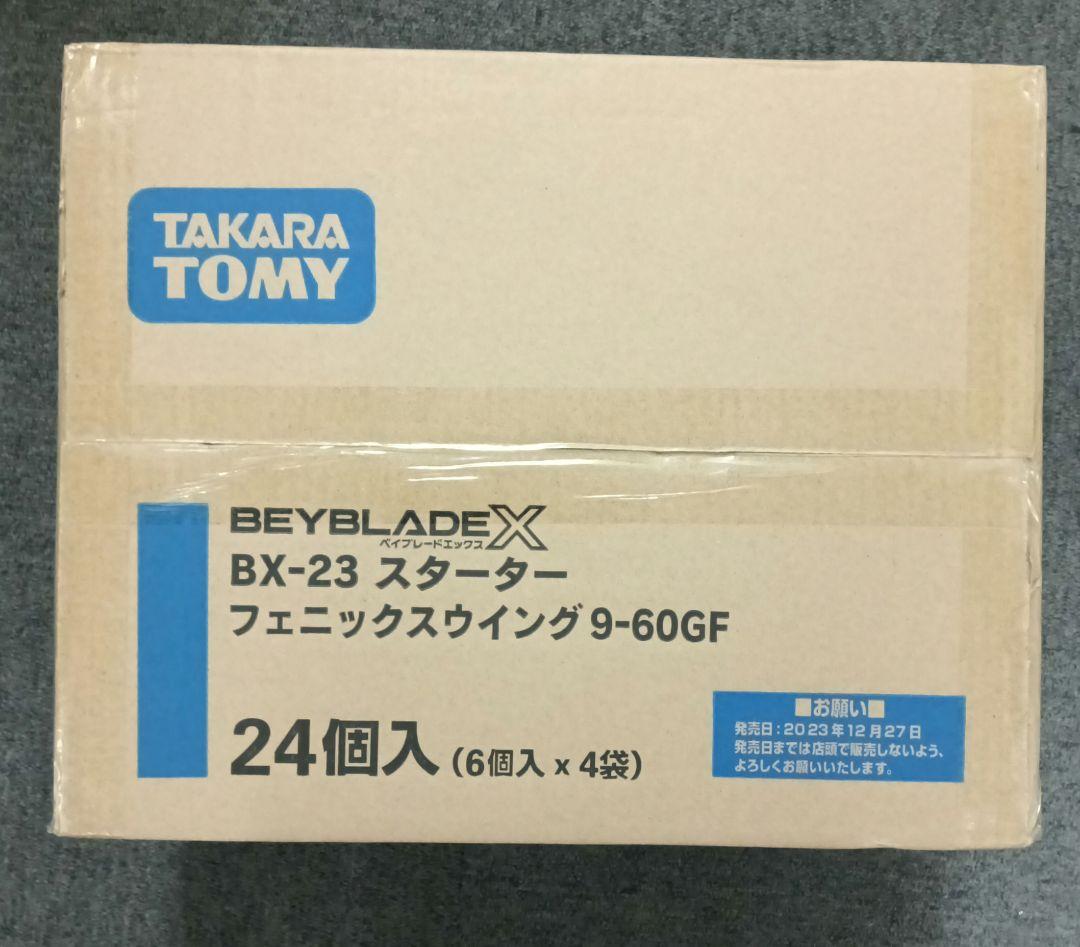 TAKARA
TOMY
BEYBLADE X
ベイブレードエックス
BX-23 スターター
フェニックスウイング 9-60GF
24個入 (6個入 x 4袋)
■お願い■
発売日:2023年12月27日
発売日までは店頭で販売しないよう、
よろしくお願いいたします。